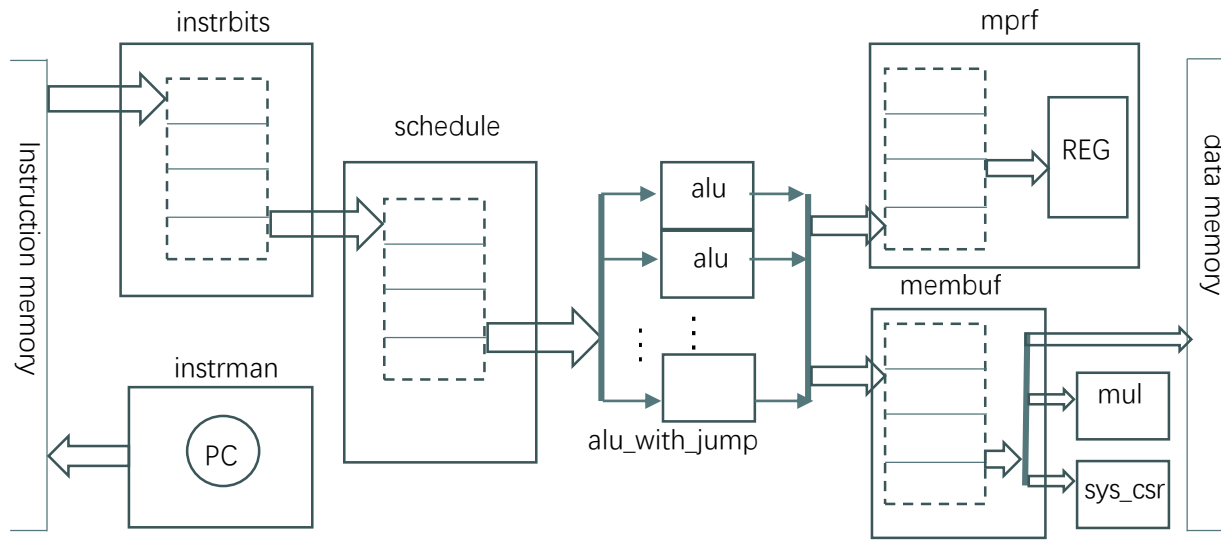 instrbits
mprf
schedule
REG
alu
alu
Instruction memory
data memory
membuf
instrman
PC
mul
alu_with_jump
sys_csr